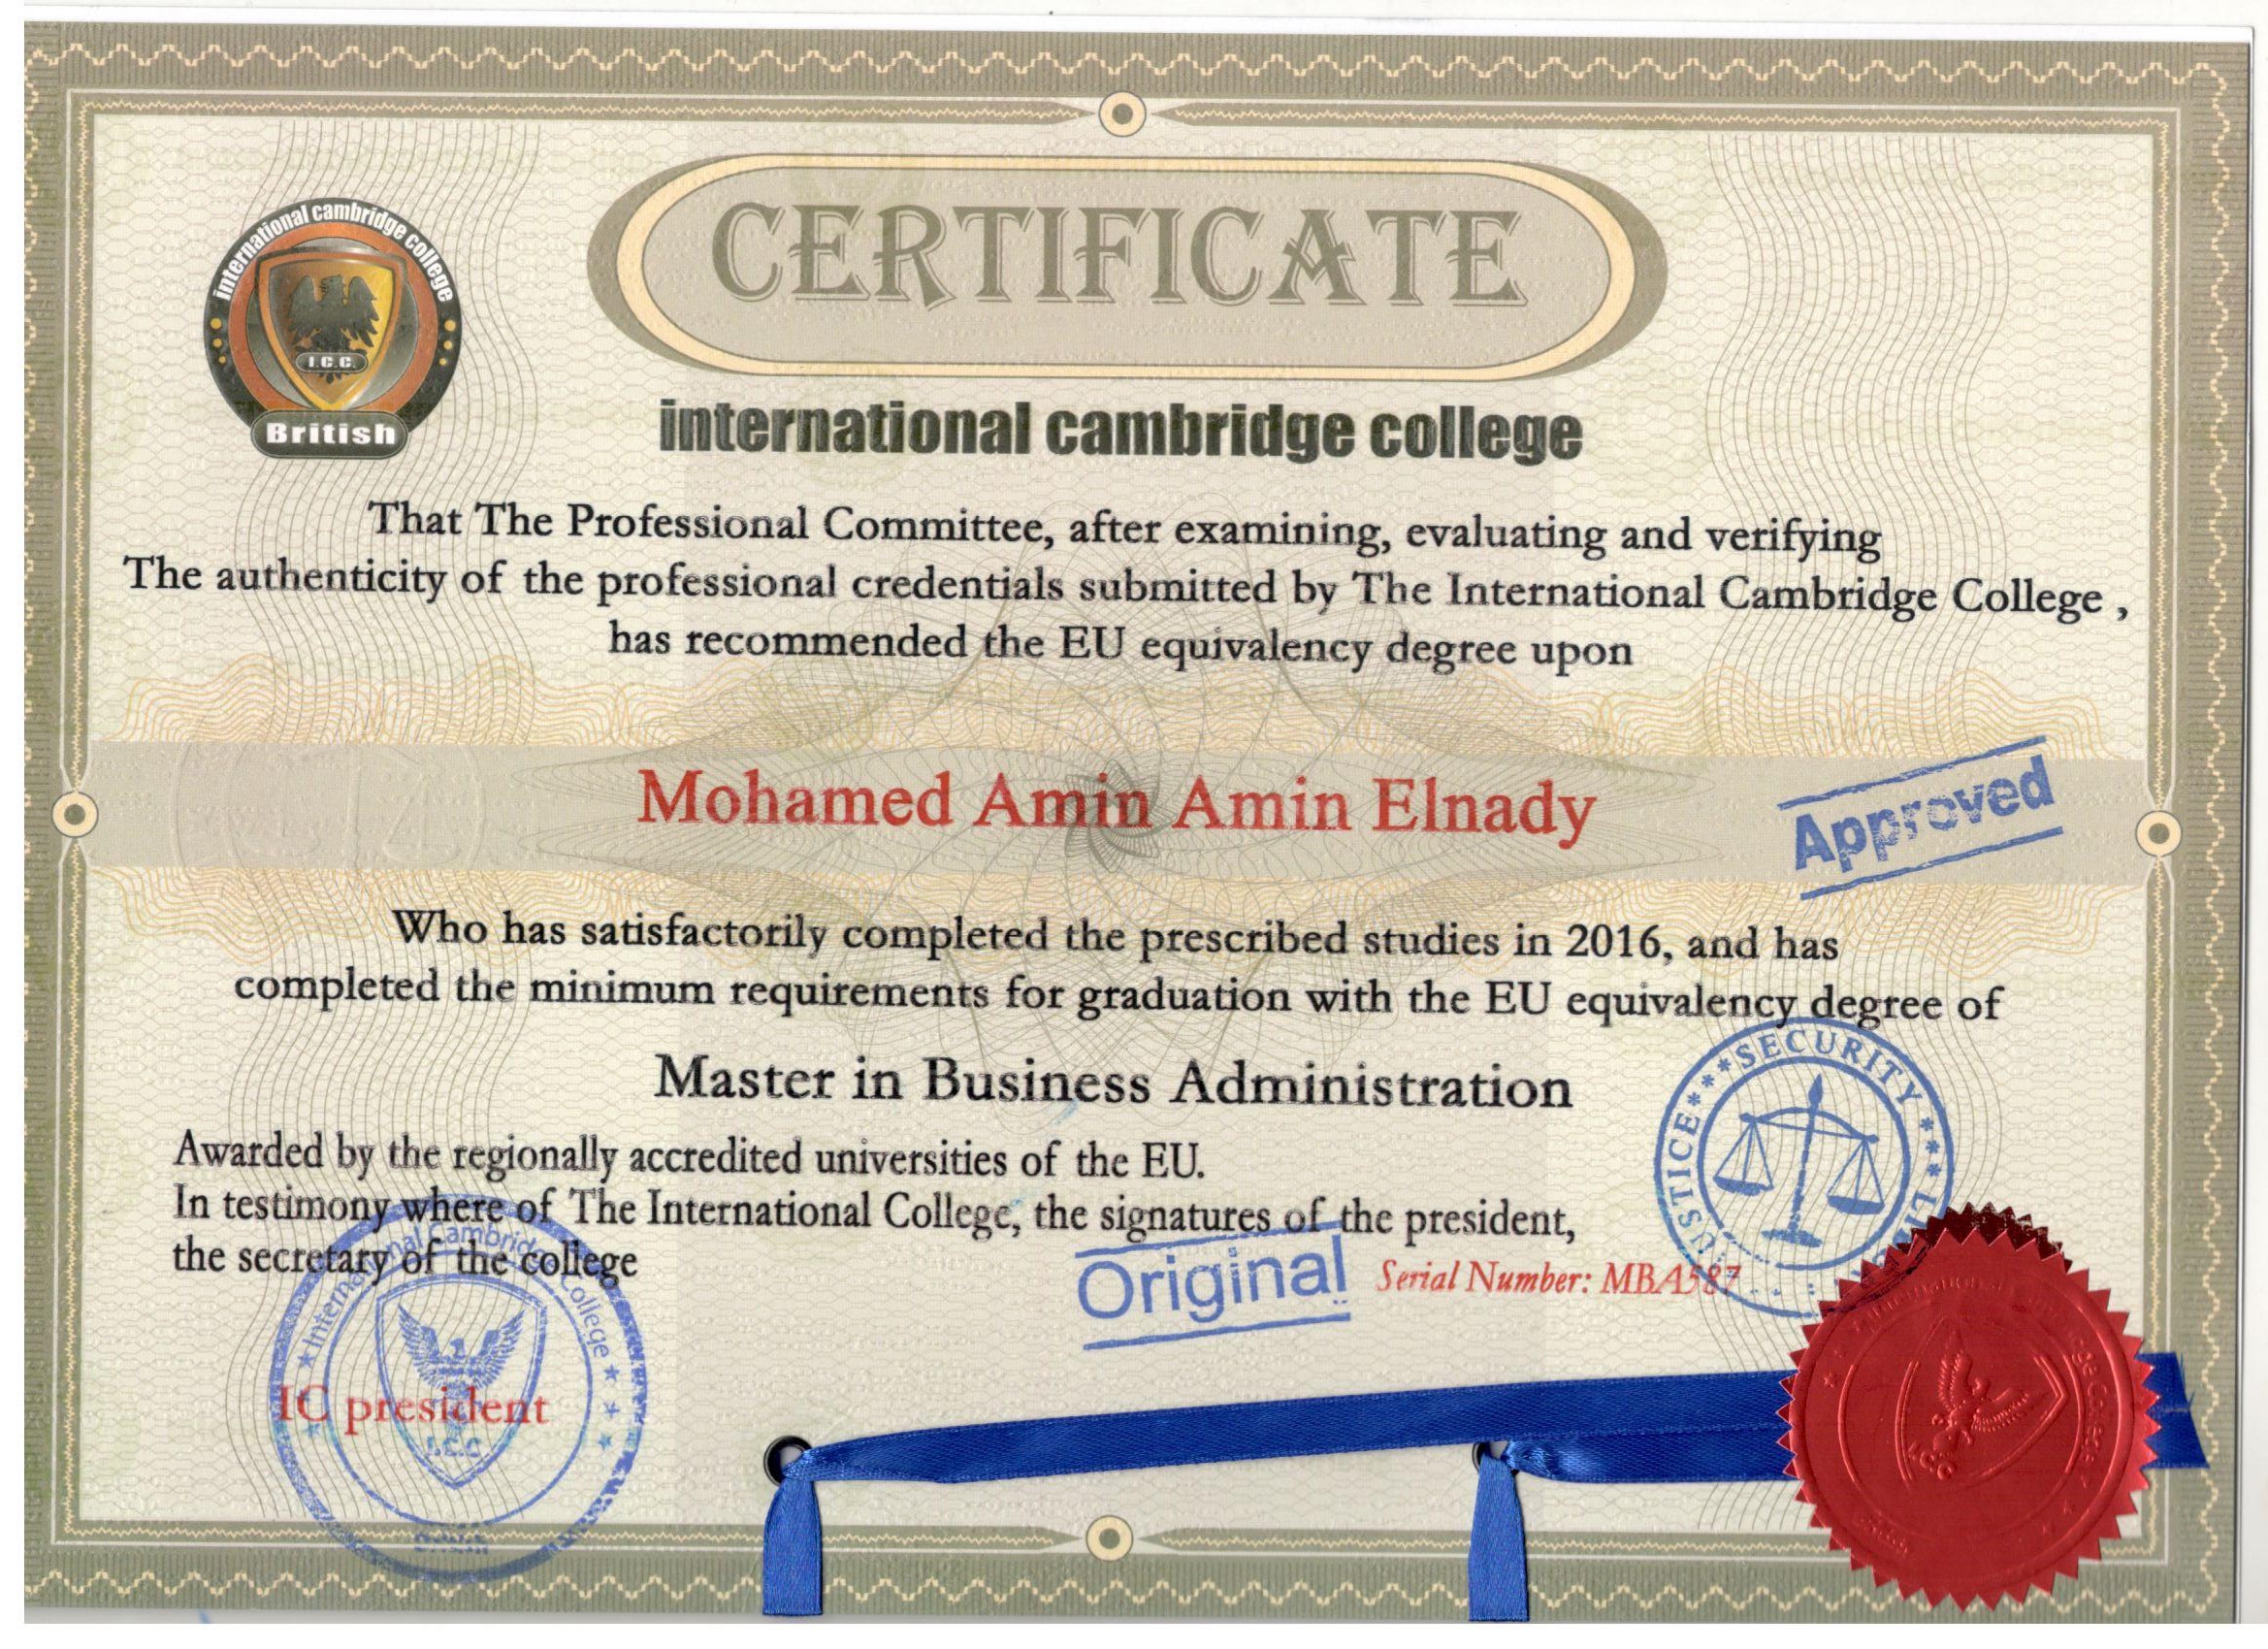 international cambridge college
I.C.C.
British
CERTIFICATE
international cambridge college
That The Professional Committee, after examining, evaluating and verifying
The authenticity of the professional credentials submitted by The International Cambridge College ,
has recommended the EU equivalency degree upon
Mohamed Amin Amin Elnady
Approved
Who has satisfactorily completed the prescribed studies in 2016, and has
completed the minimum requirements for graduation with the EU equivalency degree of
Master in Business Administration
Awarded by the regionally accredited universities of the EU.
In testimony where of The International College, the signatures of the president,
the secretary of the college
JUSTICE***SECURITY***
Original
Serial Number: MBA587
International Cambridge College
IC president
I.C.C